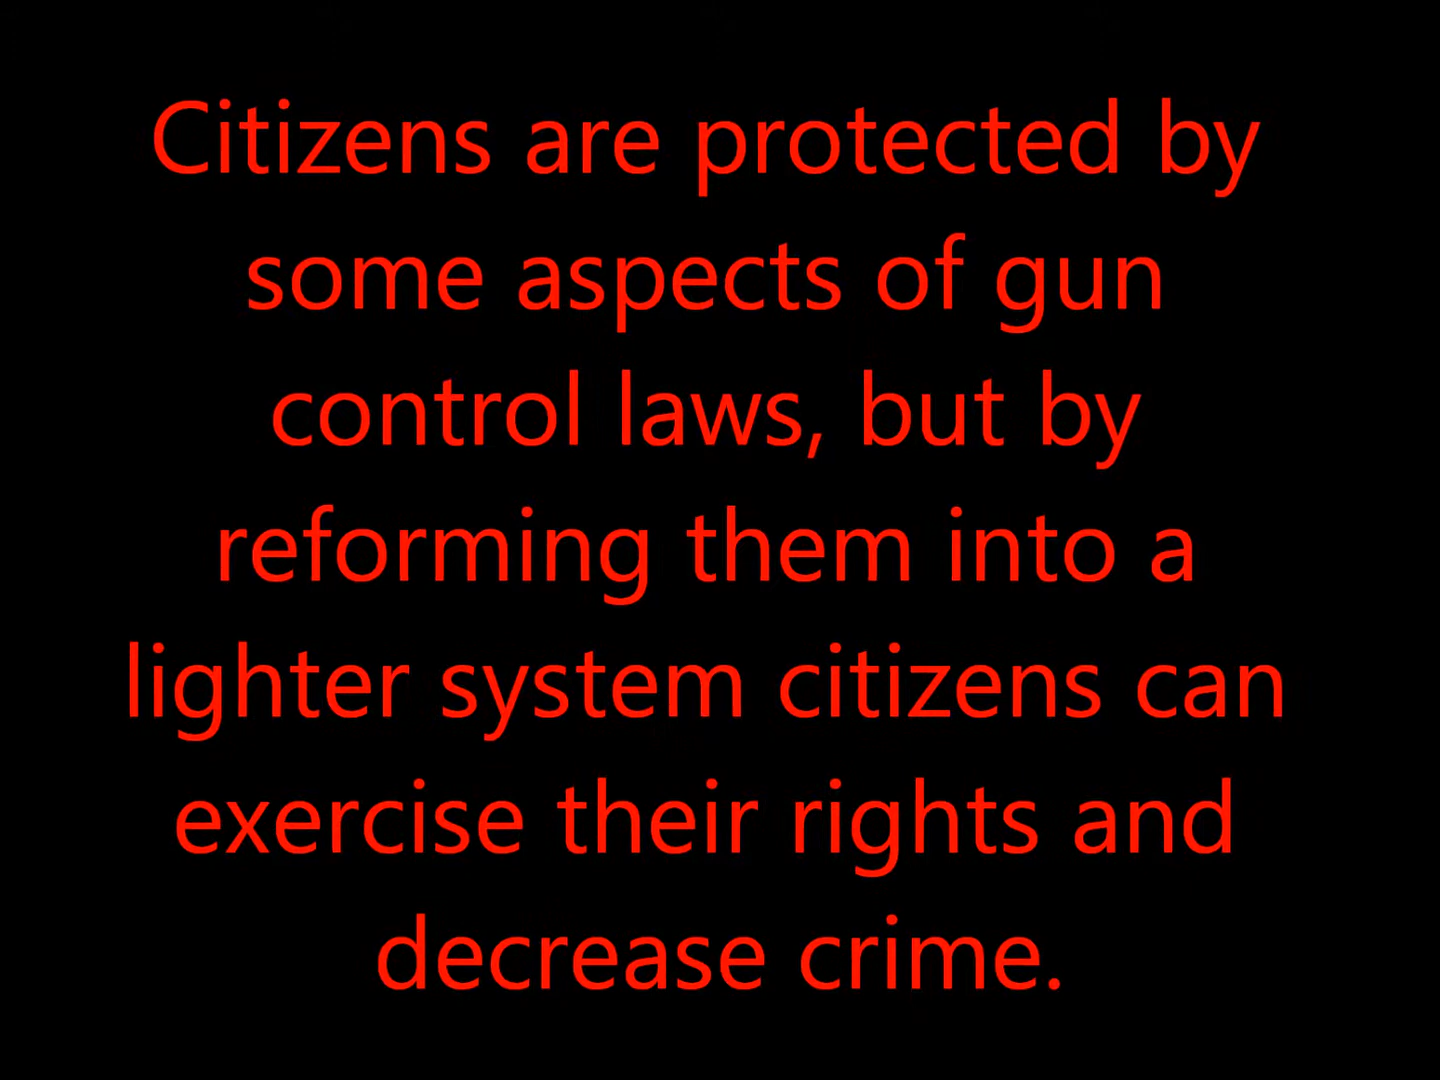 Citizens are protected by
some aspects of gun
control laws, but by
reforming them into a
lighter system citizens can
exercise their rights and
decrease crime.